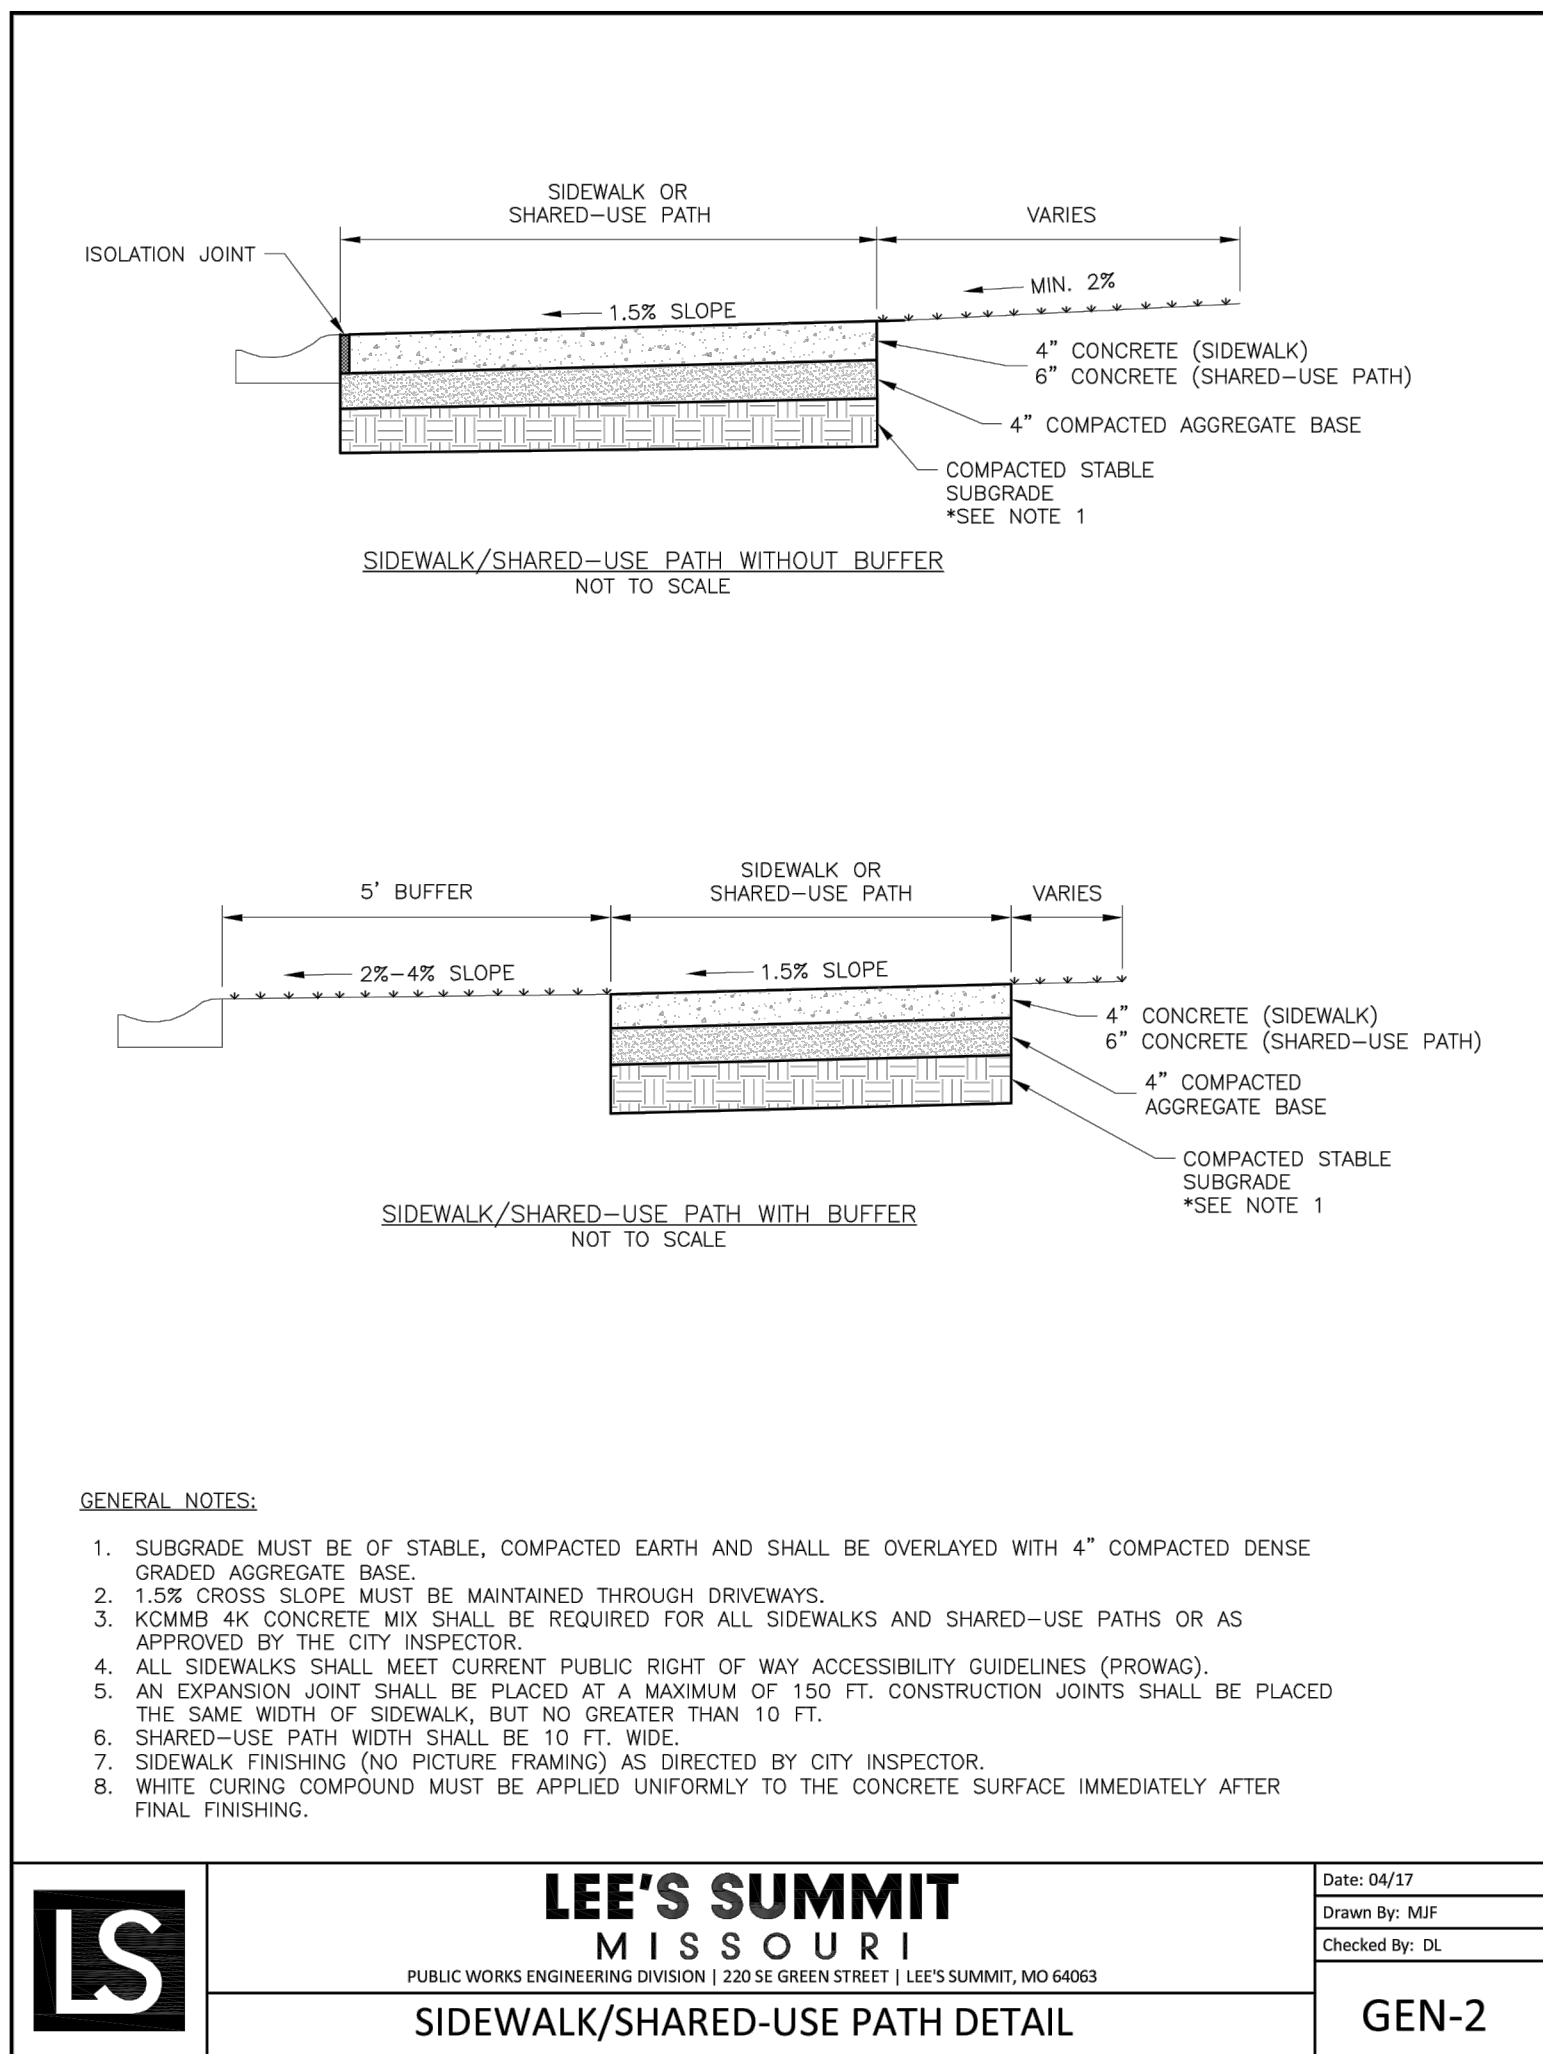 SIDEWALK OR
SHARED-USE PATH
VARIES
ISOLATION JOINT
MIN. 2%
1.5% SLOPE
4" CONCRETE (SIDEWALK)
6" CONCRETE (SHARED-USE PATH)
4" COMPACTED AGGREGATE BASE
COMPACTED STABLE
SUBGRADE
*SEE NOTE 1
SIDEWALK/SHARED-USE PATH WITHOUT BUFFER
NOT TO SCALE
5' BUFFER
SIDEWALK OR
SHARED-USE PATH
VARIES
2%-4% SLOPE
1.5% SLOPE
4" CONCRETE (SIDEWALK)
6" CONCRETE (SHARED-USE PATH)
4" COMPACTED
AGGREGATE BASE
COMPACTED STABLE
SUBGRADE
*SEE NOTE 1
SIDEWALK/SHARED-USE PATH WITH BUFFER
NOT TO SCALE
GENERAL NOTES:
1. SUBGRADE MUST BE OF STABLE, COMPACTED EARTH AND SHALL BE OVERLAYED WITH 4" COMPACTED DENSE
GRADED AGGREGATE BASE.
2. 1.5% CROSS SLOPE MUST BE MAINTAINED THROUGH DRIVEWAYS.
3. KCMMB 4K CONCRETE MIX SHALL BE REQUIRED FOR ALL SIDEWALKS AND SHARED-USE PATHS OR AS
APPROVED BY THE CITY INSPECTOR.
4. ALL SIDEWALKS SHALL MEET CURRENT PUBLIC RIGHT OF WAY ACCESSIBILITY GUIDELINES (PROWAG).
5. AN EXPANSION JOINT SHALL BE PLACED AT A MAXIMUM OF 150 FT. CONSTRUCTION JOINTS SHALL BE PLACED
THE SAME WIDTH OF SIDEWALK, BUT NO GREATER THAN 10 FT.
6. SHARED-USE PATH WIDTH SHALL BE 10 FT. WIDE.
7. SIDEWALK FINISHING (NO PICTURE FRAMING) AS DIRECTED BY CITY INSPECTOR.
8. WHITE CURING COMPOUND MUST BE APPLIED UNIFORMLY TO THE CONCRETE SURFACE IMMEDIATELY AFTER
FINAL FINISHING.
LS
LEE'S SUMMIT
MISSOURI
PUBLIC WORKS ENGINEERING DIVISION | 220 SE GREEN STREET | LEE'S SUMMIT, MO 64063
SIDEWALK/SHARED-USE PATH DETAIL
Date: 04/17
Drawn By: MJF
Checked By: DL
GEN-2